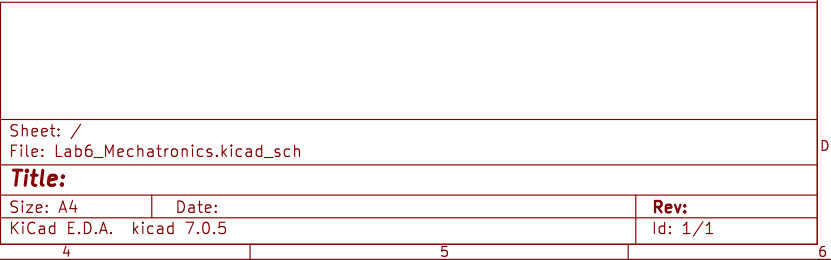 Sheet: /
File: Lab6_Mechatronics.kicad_sch
D
Title:
Size: A4 Date: Rev:
KiCad E.D.A. kicad 7.0.5 Id: 1/1
4 5 6